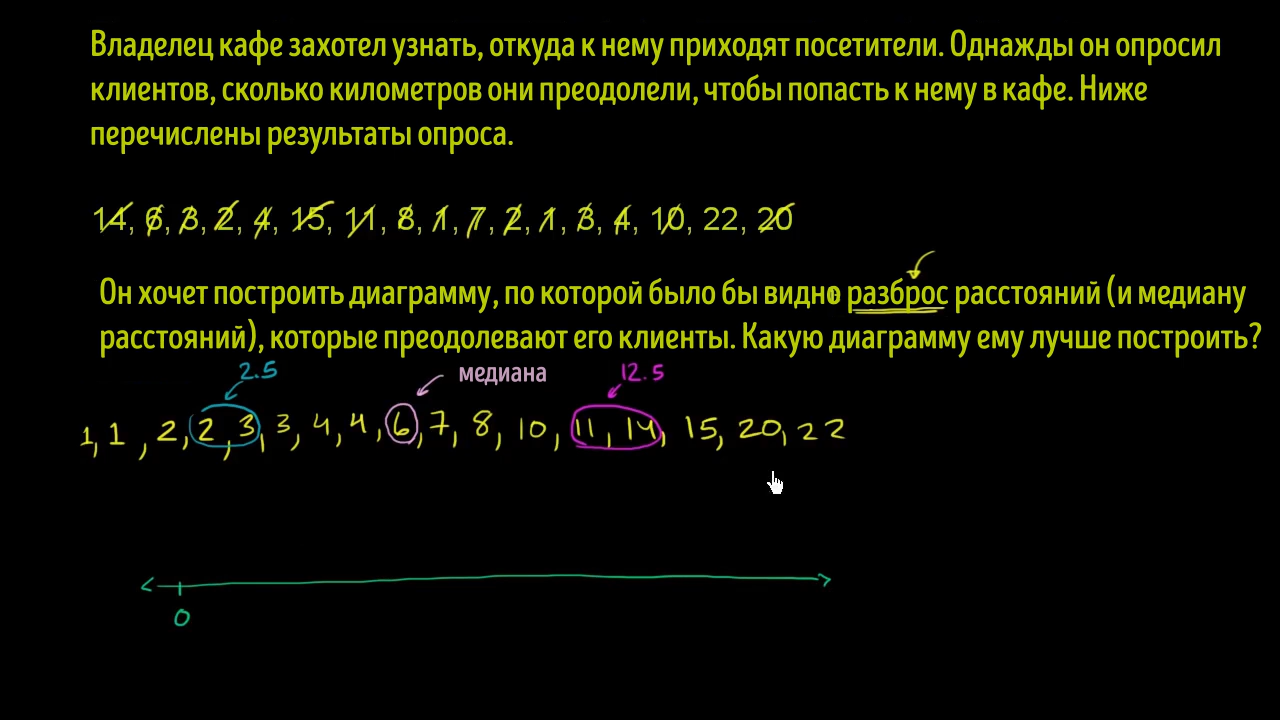 Владелец кафе захотел узнать, откуда к нему приходят посетители. Однажды он опросил
клиентов, сколько километров они преодолели, чтобы попасть к нему в кафе. Ниже
перечислены результаты опроса.
14, 6, 3, 2, 4, 15, 11, 8, 1, 7, 2, 1, 3, 4, 10, 22, 20
Он хочет построить диаграмму, по которой было бы видно разброс расстояний (и медиану
расстояний), которые преодолевают его клиенты. Какую диаграмму ему лучше построить?
2.5 медиана 12.5
1, 1, 2, 2, 3, 3, 4, 4, 6, 7, 8, 10, 11, 14, 15, 20, 22
0